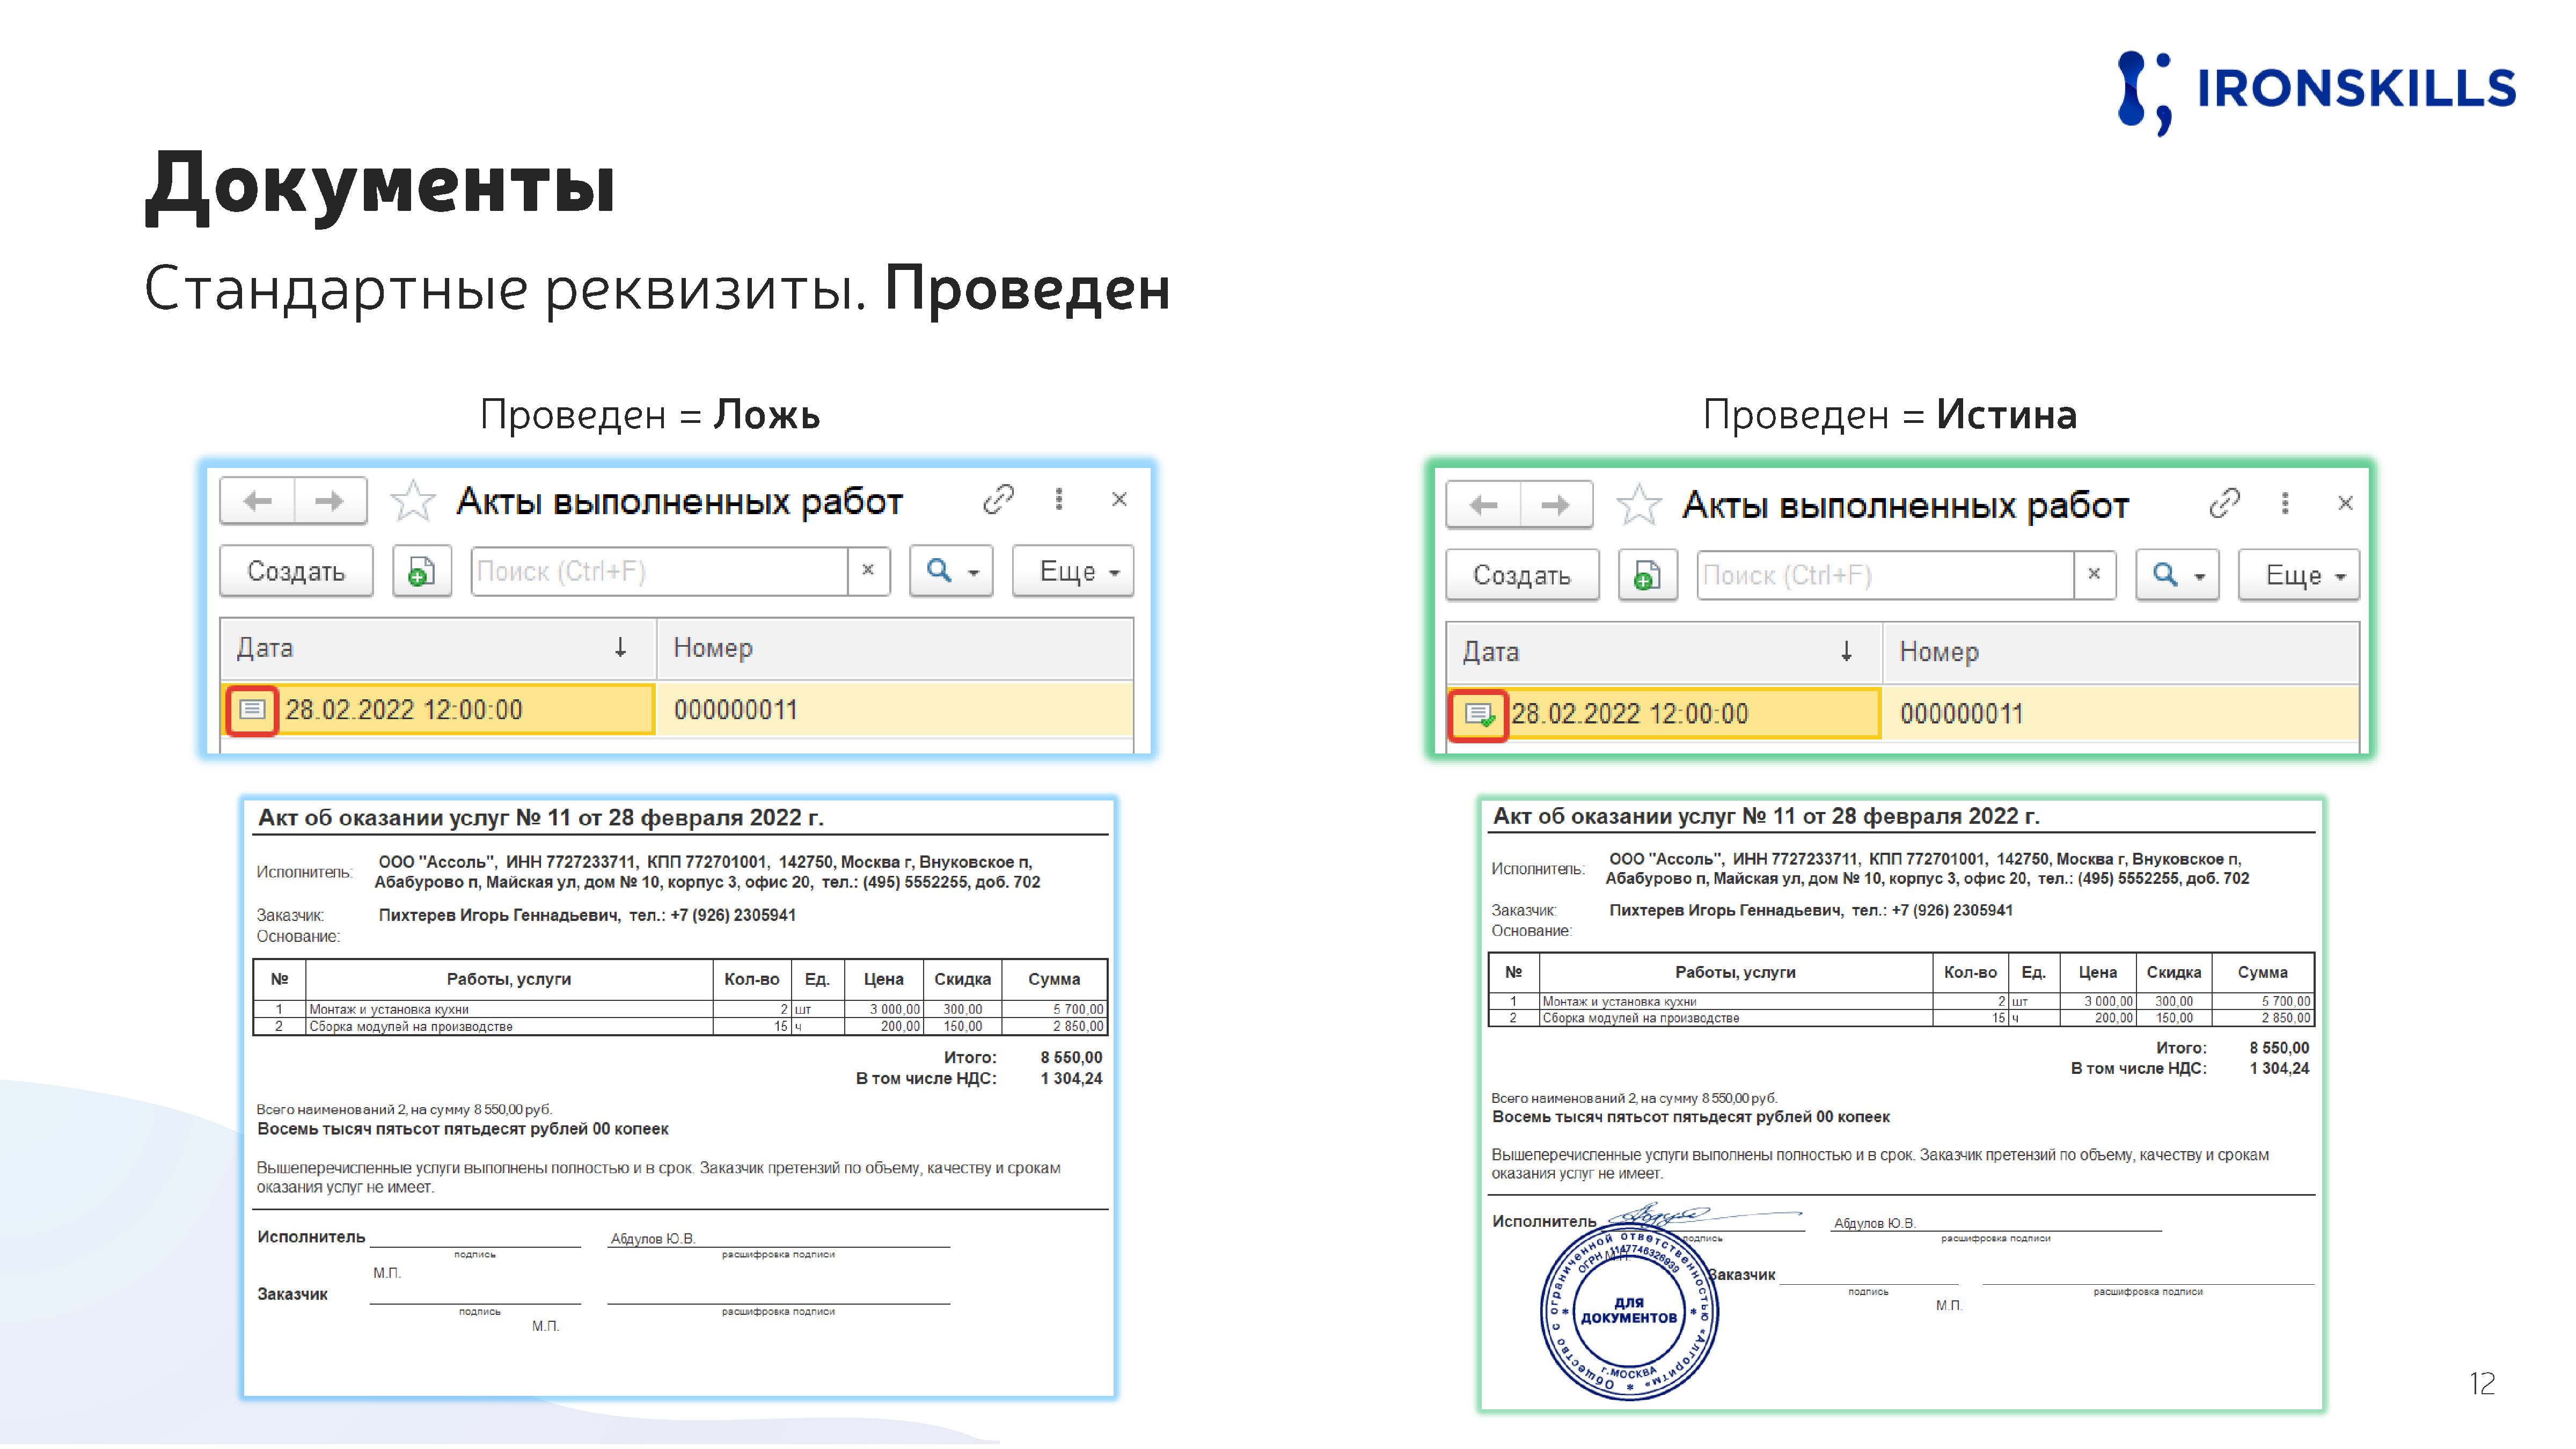 IRONSKILLS
Документы
Стандартные реквизиты. Проведен
Проведен = Ложь
Акты выполненных работ
Создать
Поиск (Ctrl+F)
Еще
Дата
Номер
28.02.2022 12:00:00
000000011
Акт об оказании услуг № 11 от 28 февраля 2022 г.
Исполнитель:
ООО "Ассоль", ИНН 7727233711, КПП 772701001, 142750, Москва г, Внуковское п,
Абабурово п, Майская ул, дом № 10, корпус 3, офис 20, тел.: (495) 5552255, доб. 702
Заказчик: Пихтерев Игорь Геннадьевич, тел.: +7 (926) 2305941
Основание:
№ Работы, услуги Кол-во Ед. Цена Скидка Сумма
1 Монтаж и установка кухни 2 шт 3 000,00 300,00 5 700,00
2 Сборка модулей на производстве 15 ч 200,00 150,00 2 850,00
Итого: 8 550,00
В том числе НДС: 1 304,24
Всего наименований 2, на сумму 8 550,00 руб.
Восемь тысяч пятьсот пятьдесят рублей 00 копеек
Вышеперечисленные услуги выполнены полностью и в срок. Заказчик претензий по объему, качеству и срокам
оказания услуг не имеет.
Исполнитель Абдулов Ю.В.
подпись расшифровка подписи
М.П.
Заказчик
подпись расшифровка подписи
М.П.
Проведен = Истина
Акты выполненных работ
Создать
Поиск (Ctrl+F)
Еще
Дата
Номер
28.02.2022 12:00:00
000000011
Акт об оказании услуг № 11 от 28 февраля 2022 г.
Исполнитель:
ООО "Ассоль", ИНН 7727233711, КПП 772701001, 142750, Москва г, Внуковское п,
Абабурово п, Майская ул, дом № 10, корпус 3, офис 20, тел.: (495) 5552255, доб. 702
Заказчик: Пихтерев Игорь Геннадьевич, тел.: +7 (926) 2305941
Основание:
№ Работы, услуги Кол-во Ед. Цена Скидка Сумма
1 Монтаж и установка кухни 2 шт 3 000,00 300,00 5 700,00
2 Сборка модулей на производстве 15 ч 200,00 150,00 2 850,00
Итого: 8 550,00
В том числе НДС: 1 304,24
Всего наименований 2, на сумму 8 550,00 руб.
Восемь тысяч пятьсот пятьдесят рублей 00 копеек
Вышеперечисленные услуги выполнены полностью и в срок. Заказчик претензий по объему, качеству и срокам
оказания услуг не имеет.
Исполнитель Абдулов Ю.В.
подпись расшифровка подписи
М.П.
Заказчик
подпись расшифровка подписи
М.П.
Общество с ограниченной ответственностью «Алгоритм»
ОГРН
ДЛЯ
ДОКУМЕНТОВ
г.МОСКВА
12